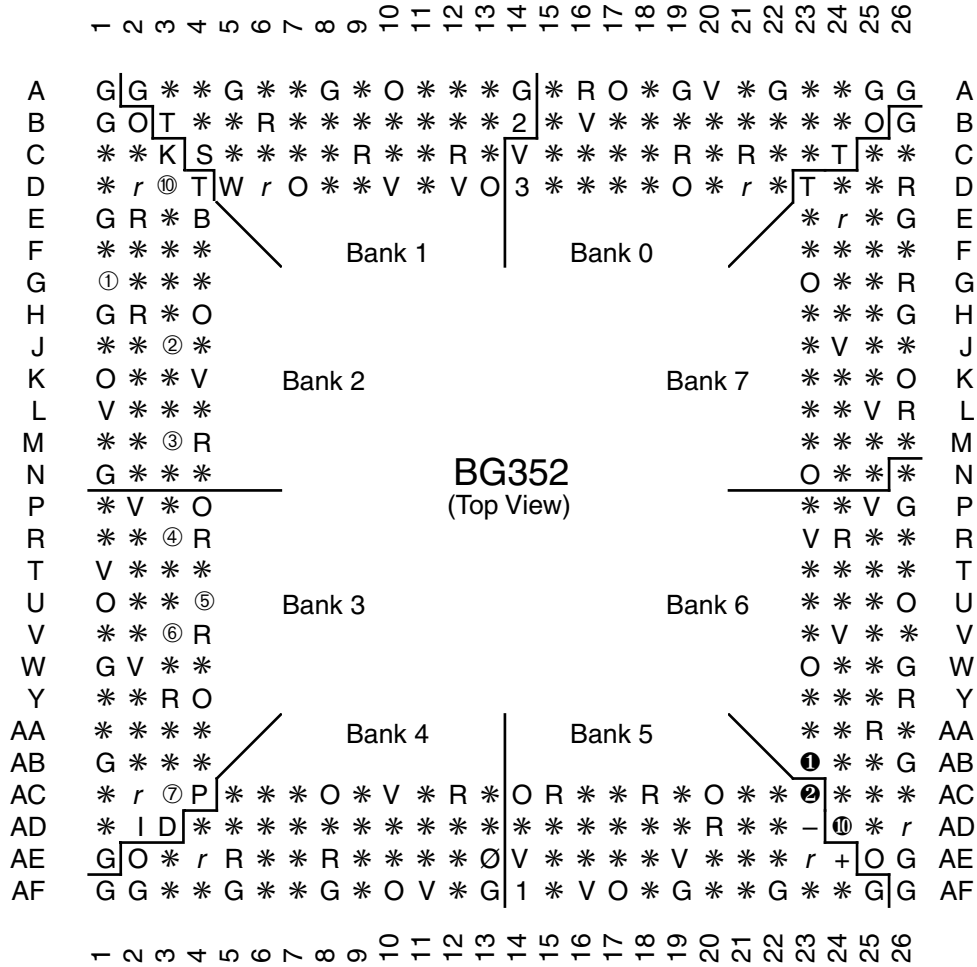 1 2 3 4 5 6 7 8 9 10 11 12 13 14 15 16 17 18 19 20 21 22 23 24 25 26
A G G * * G * * G * O * * * G * R O * G V * G * * G G A
B G O T * * R * * * * * * * 2 * V * * * * * * * * O G B
C * * K S * * * * R * * R * V * * * * R * R * * T * * C
D * r ⑩ T W r O * * V * V O 3 * * * * O * r * T * * R D
E G R * B * r * G E
F * * * * Bank 1 Bank 0 * * * * F
G ① * * * O * * R G
H G R * O * * * G H
J * * ② * * V * * J
K O * * V Bank 2 Bank 7 * * * O K
L V * * * * * V R L
M * * ③ R * * * * M
N G * * * BG352 O * * * N
P * V * O (Top View) * * V G P
R * * ④ R V R * * R
T V * * * * * * * T
U O * * ⑤ Bank 3 Bank 6 * * * O U
V * * ⑥ R * V * * V
W G V * * O * * G W
Y * * R O * * * R Y
AA * * * * Bank 4 Bank 5 * * R * AA
AB G * * * ❶ * * G AB
AC * r ⑦ P * * * O * V * R * O R * * R * O * * ❷ * * * AC
AD * I D * * * * * * * * * * * * * * * * R * * – ❿ * r AD
AE G O * r R * * R * * * * Ø V * * * * V * * * r + O G AE
AF G G * * G * * G * O V * G 1 * V O * G * * G * * G G AF
1 2 3 4 5 6 7 8 9 10 11 12 13 14 15 16 17 18 19 20 21 22 23 24 25 26